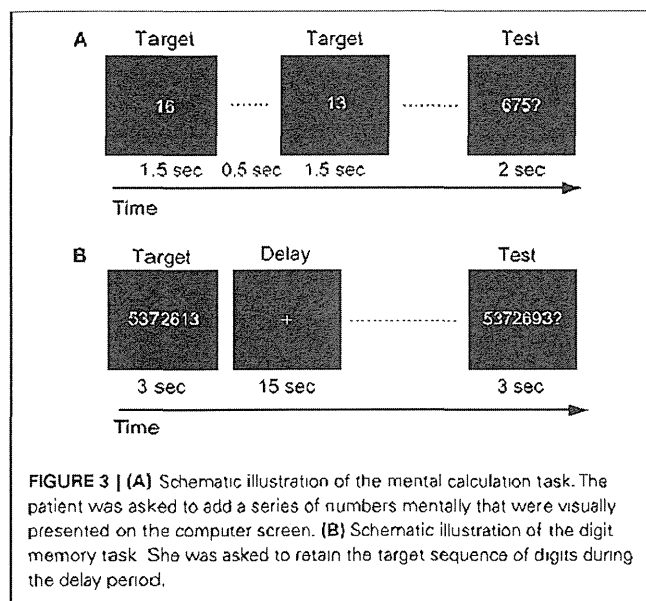 A Target Target Test
16 13 675?
1.5 sec 0.5 sec 1.5 sec 2 sec
Time
B Target Delay Test
5372613 + 5372693?
3 sec 15 sec 3 sec
Time
FIGURE 3 | (A) Schematic illustration of the mental calculation task. The
patient was asked to add a series of numbers mentally that were visually
presented on the computer screen. (B) Schematic illustration of the digit
memory task She was asked to retain the target sequence of digits during
the delay period.